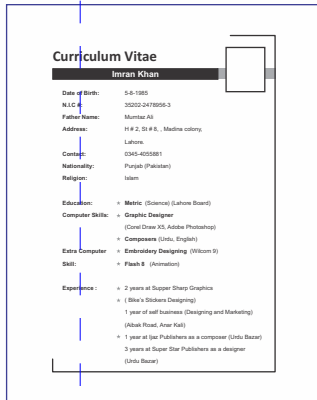 Curriculum Vitae
Imran Khan
Date of Birth: 5-8-1985
N.I.C #: 35202-2478956-3
Father Name: Mumtaz Ali
Address: H # 2, St # 8, , Madina colony,
Lahore.
Contact: 0345-4055881
Nationality: Punjab (Pakistan)
Religion: Islam
Education: ★ Metric (Science) (Lahore Board)
Computer Skills: ★ Graphic Designer
(Corel Draw X5, Adobe Photoshop)
★ Composers (Urdu, English)
Extra Computer ★ Embroidery Designing (Wilcom 9)
Skill: ★ Flash 8 (Animation)
Experience : ★ 2 years at Supper Sharp Graphics
★ ( Bike's Stickers Designing)
1 year of self business (Designing and Marketing)
(Aibak Road, Anar Kali)
★ 1 year at Ijaz Publishers as a composer (Urdu Bazar)
3 years at Super Star Publishers as a designer
(Urdu Bazar)